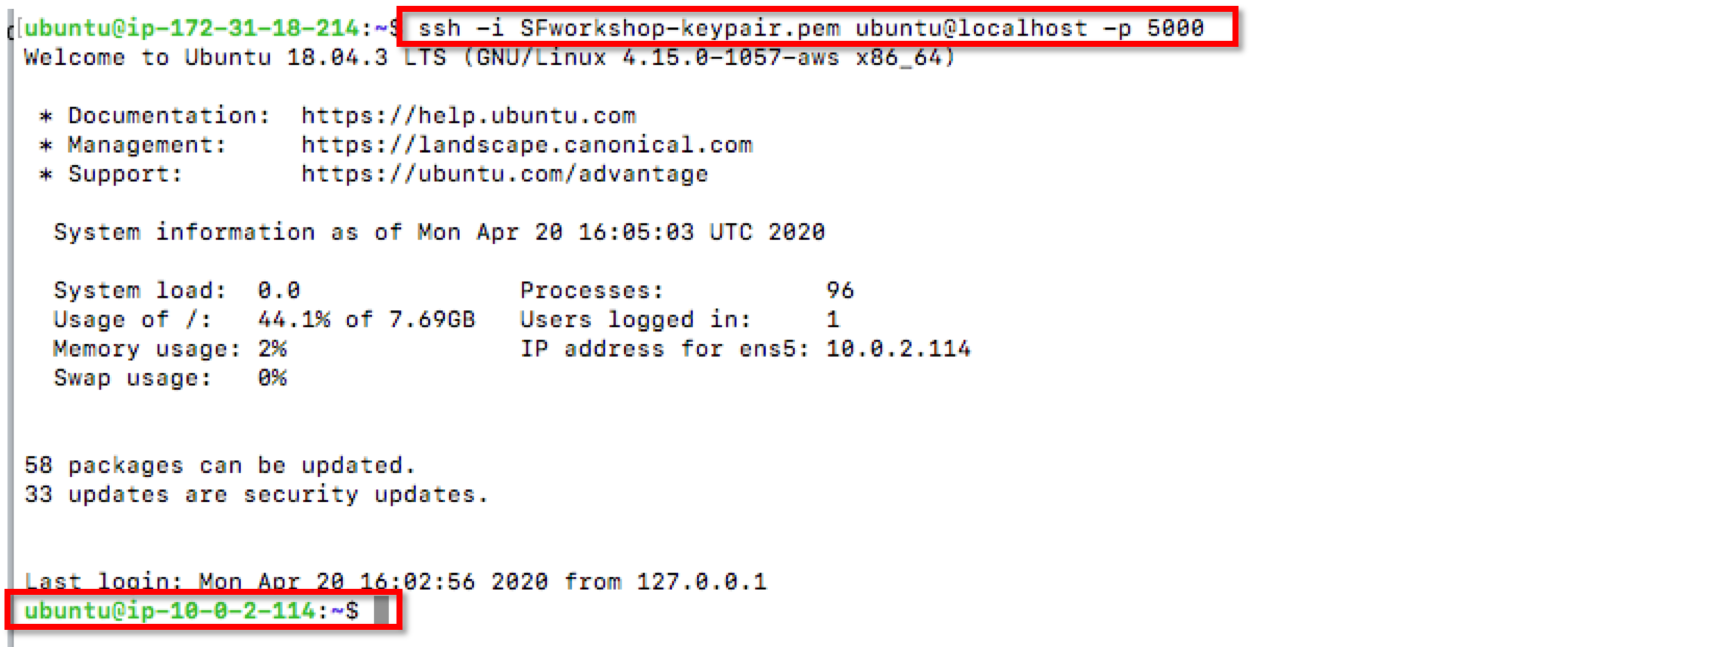 [ubuntu@ip-172-31-18-214:~$ ssh -i SFworkshop-keypair.pem ubuntu@localhost -p 5000
Welcome to Ubuntu 18.04.3 LTS (GNU/Linux 4.15.0-1057-aws x86_64)
* Documentation:  https://help.ubuntu.com
* Management:     https://landscape.canonical.com
* Support:        https://ubuntu.com/advantage
System information as of Mon Apr 20 16:05:03 UTC 2020
System load:  0.0               Processes:           96
Usage of /:   44.1% of 7.69GB   Users logged in:     1
Memory usage: 2%                IP address for ens5: 10.0.2.114
Swap usage:   0%
58 packages can be updated.
33 updates are security updates.
Last login: Mon Apr 20 16:02:56 2020 from 127.0.0.1
ubuntu@ip-10-0-2-114:~$